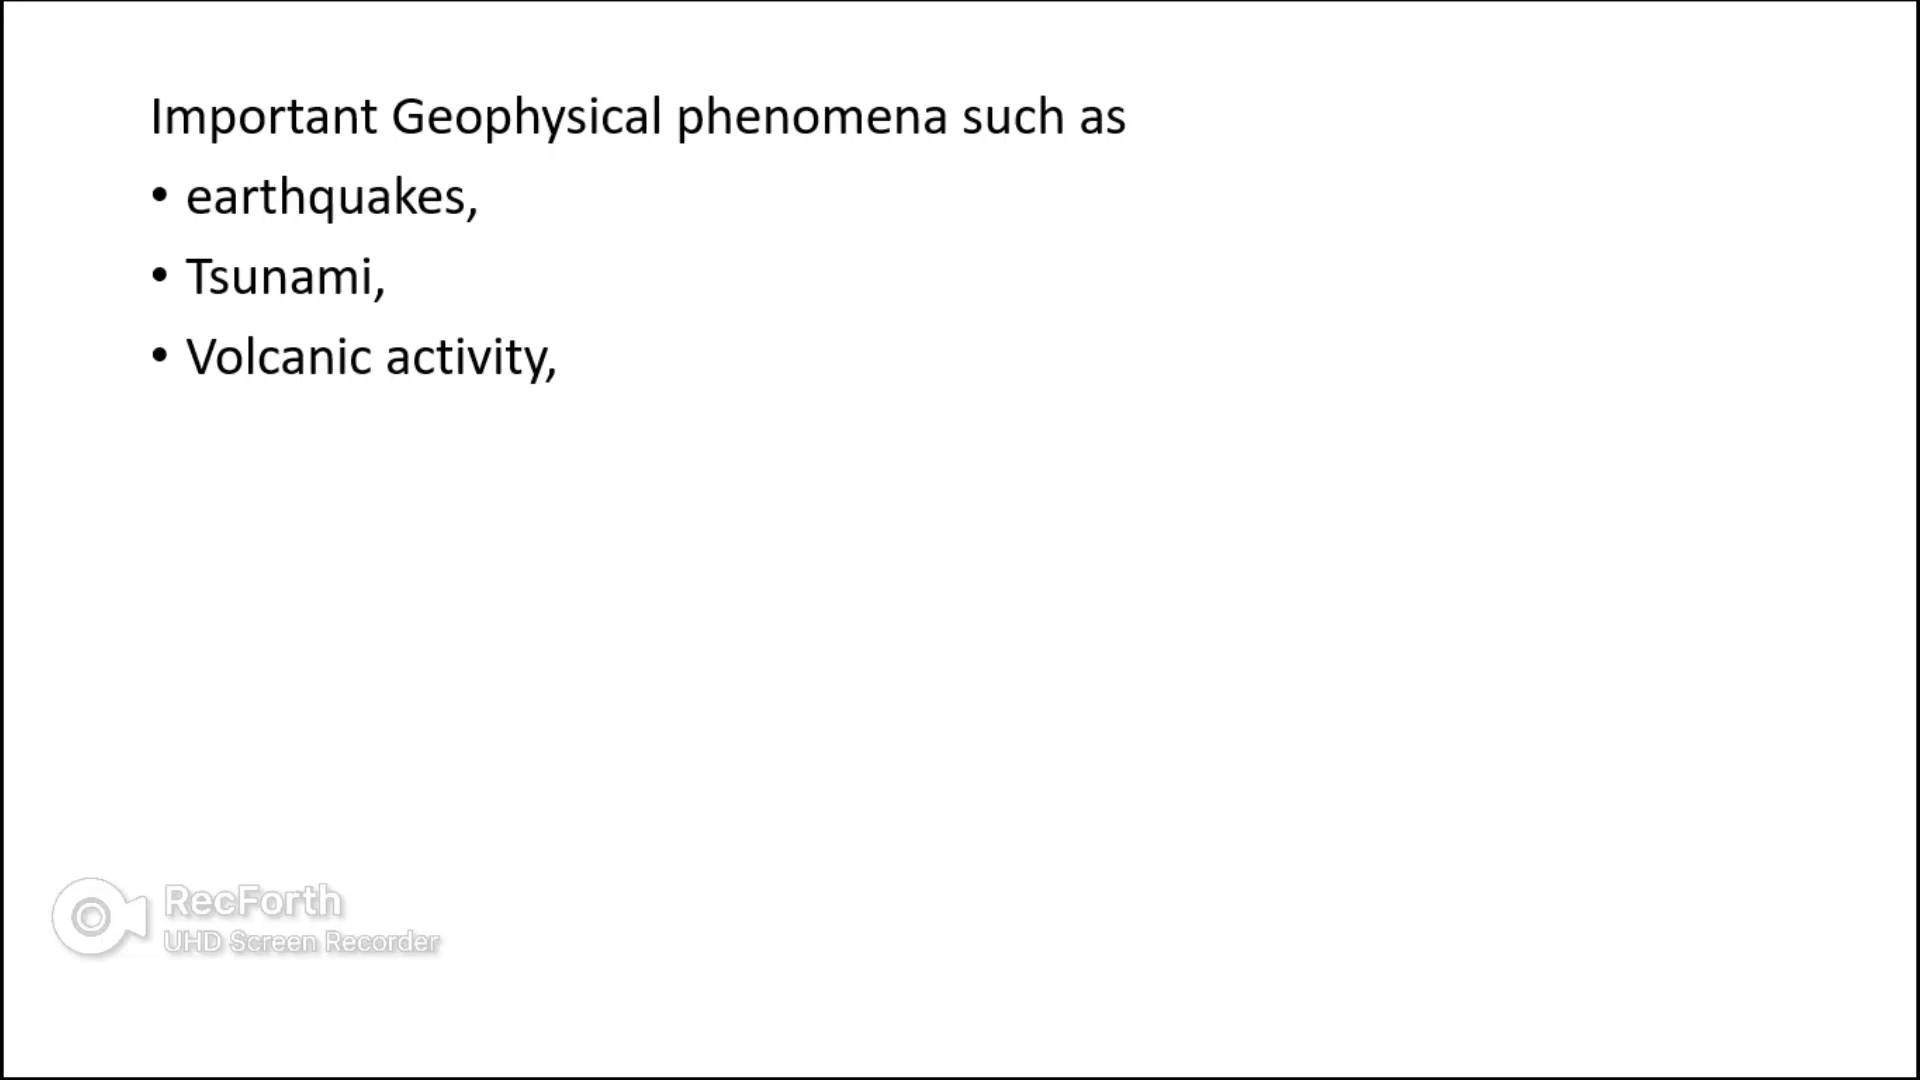 Important Geophysical phenomena such as
• earthquakes,
• Tsunami,
• Volcanic activity,
RecForth
UHD Screen Recorder